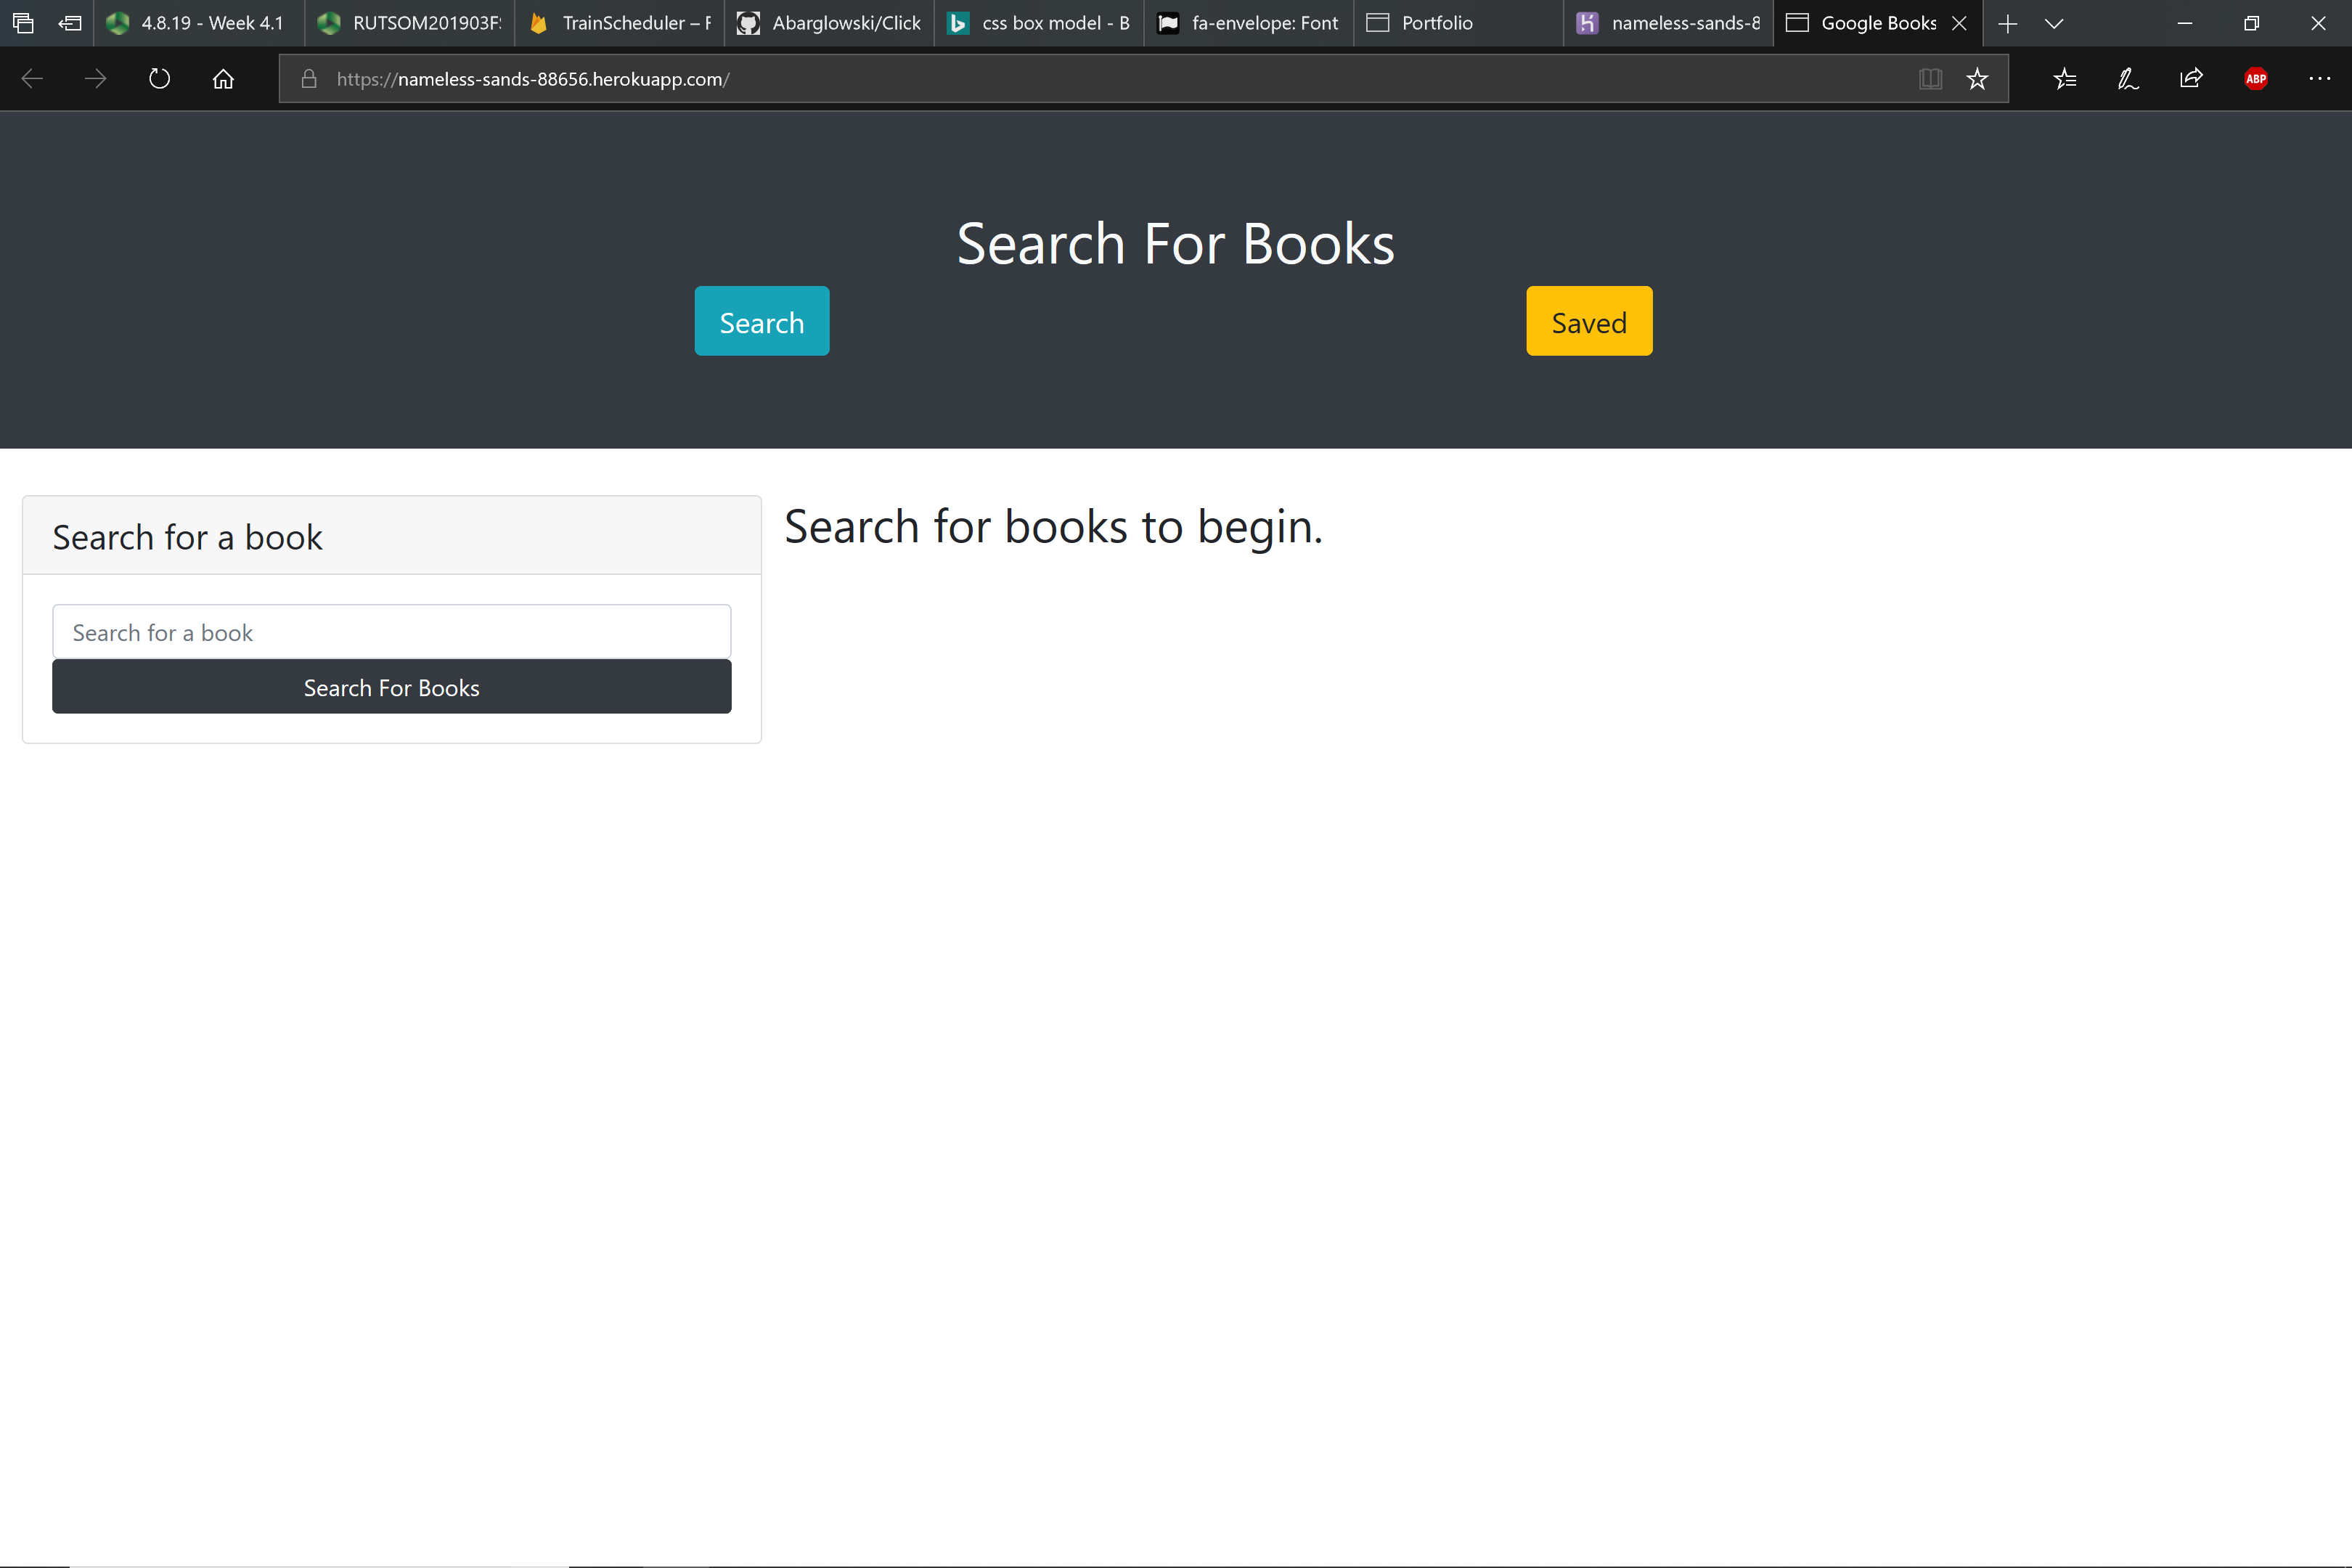 4.8.19 - Week 4.1
RUTSOM201903FS
TrainScheduler – F
Abarglowski/Click
css box model - B
fa-envelope: Font
Portfolio
nameless-sands-8
Google Books
https://nameless-sands-88656.herokuapp.com/
ABP
Search For Books
Search
Saved
Search for a book
Search for books to begin.
Search for a book
Search For Books